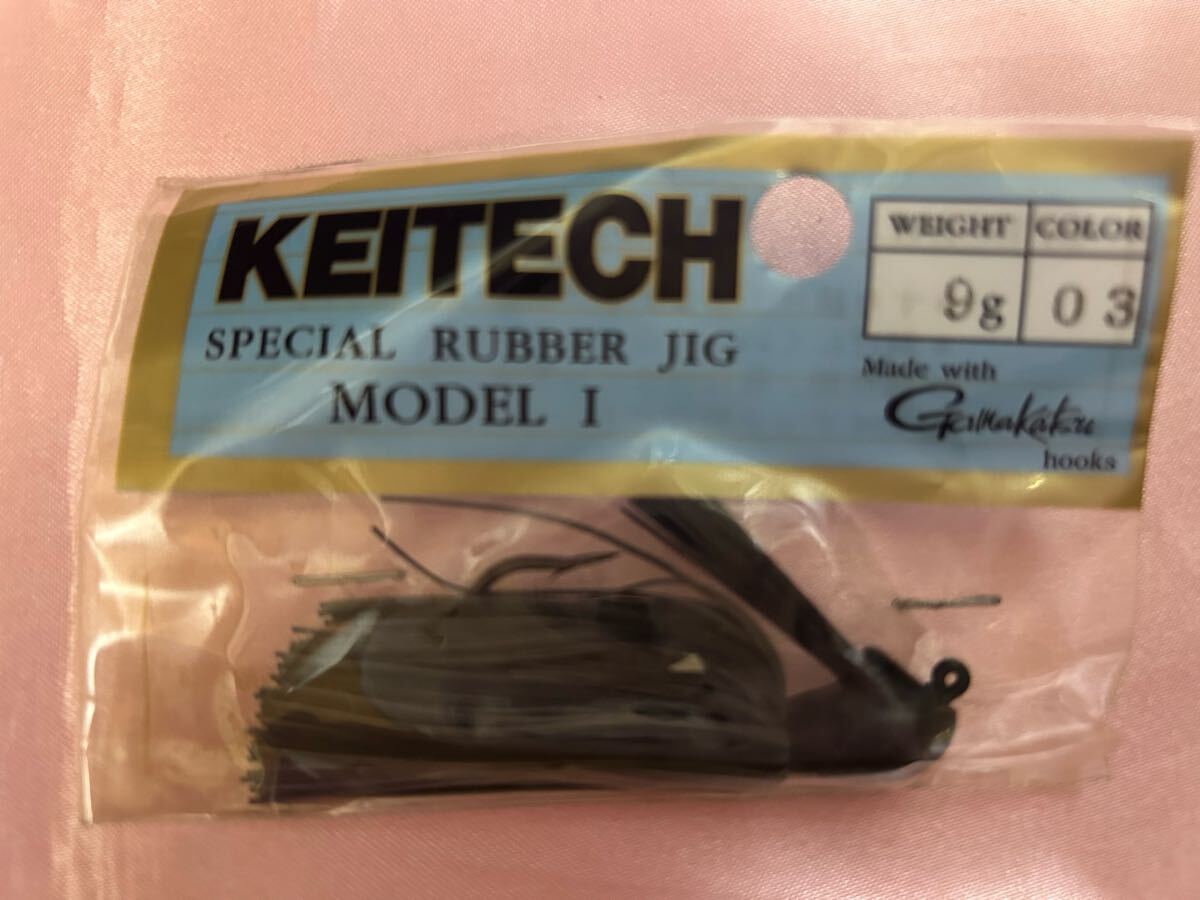 KEITECH
SPECIAL RUBBER JIG
MODEL I
WEIGHT COLOR
9g 03
Made with
Gamakatsu
hooks